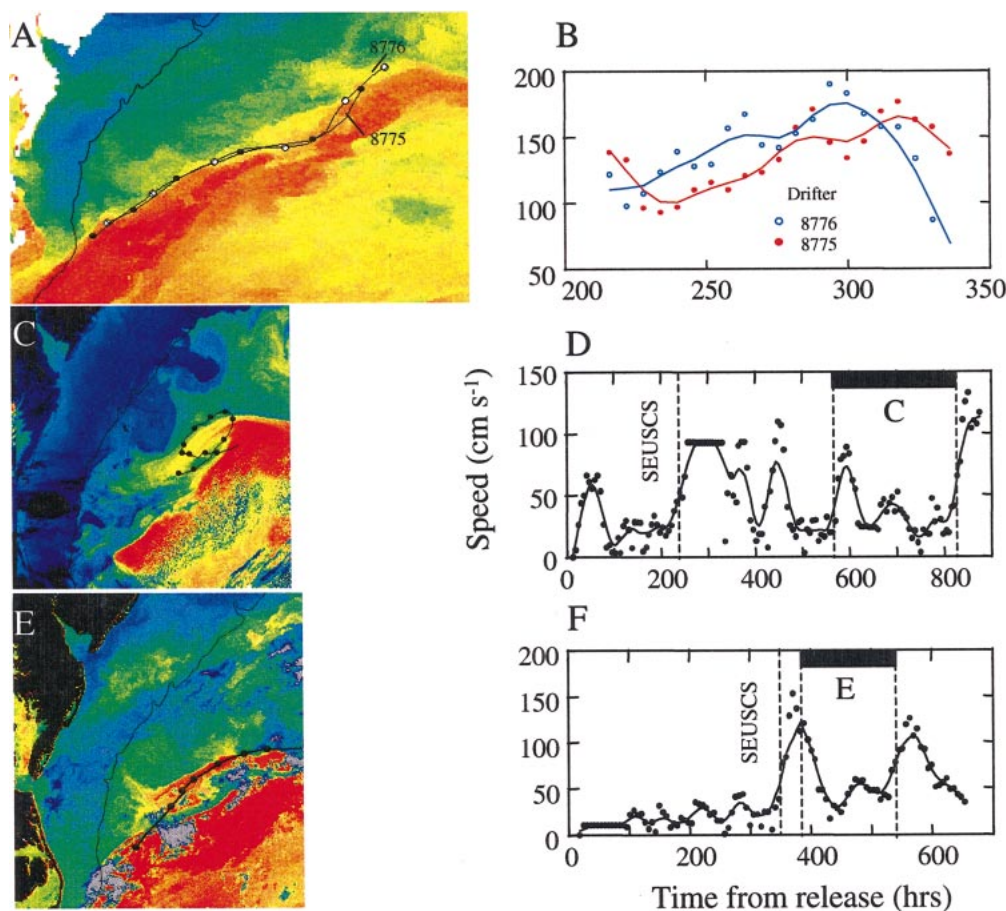 A
8776
8775
B
200
150
100
50
200 250 300 350
Drifter
8776
8775
C
D
150
100
50
0
0 200 400 600 800
SEUSCS
C
Speed (cm s-1)
E
F
200
150
100
50
0
0 200 400 600
SEUSCS
E
Time from release (hrs)